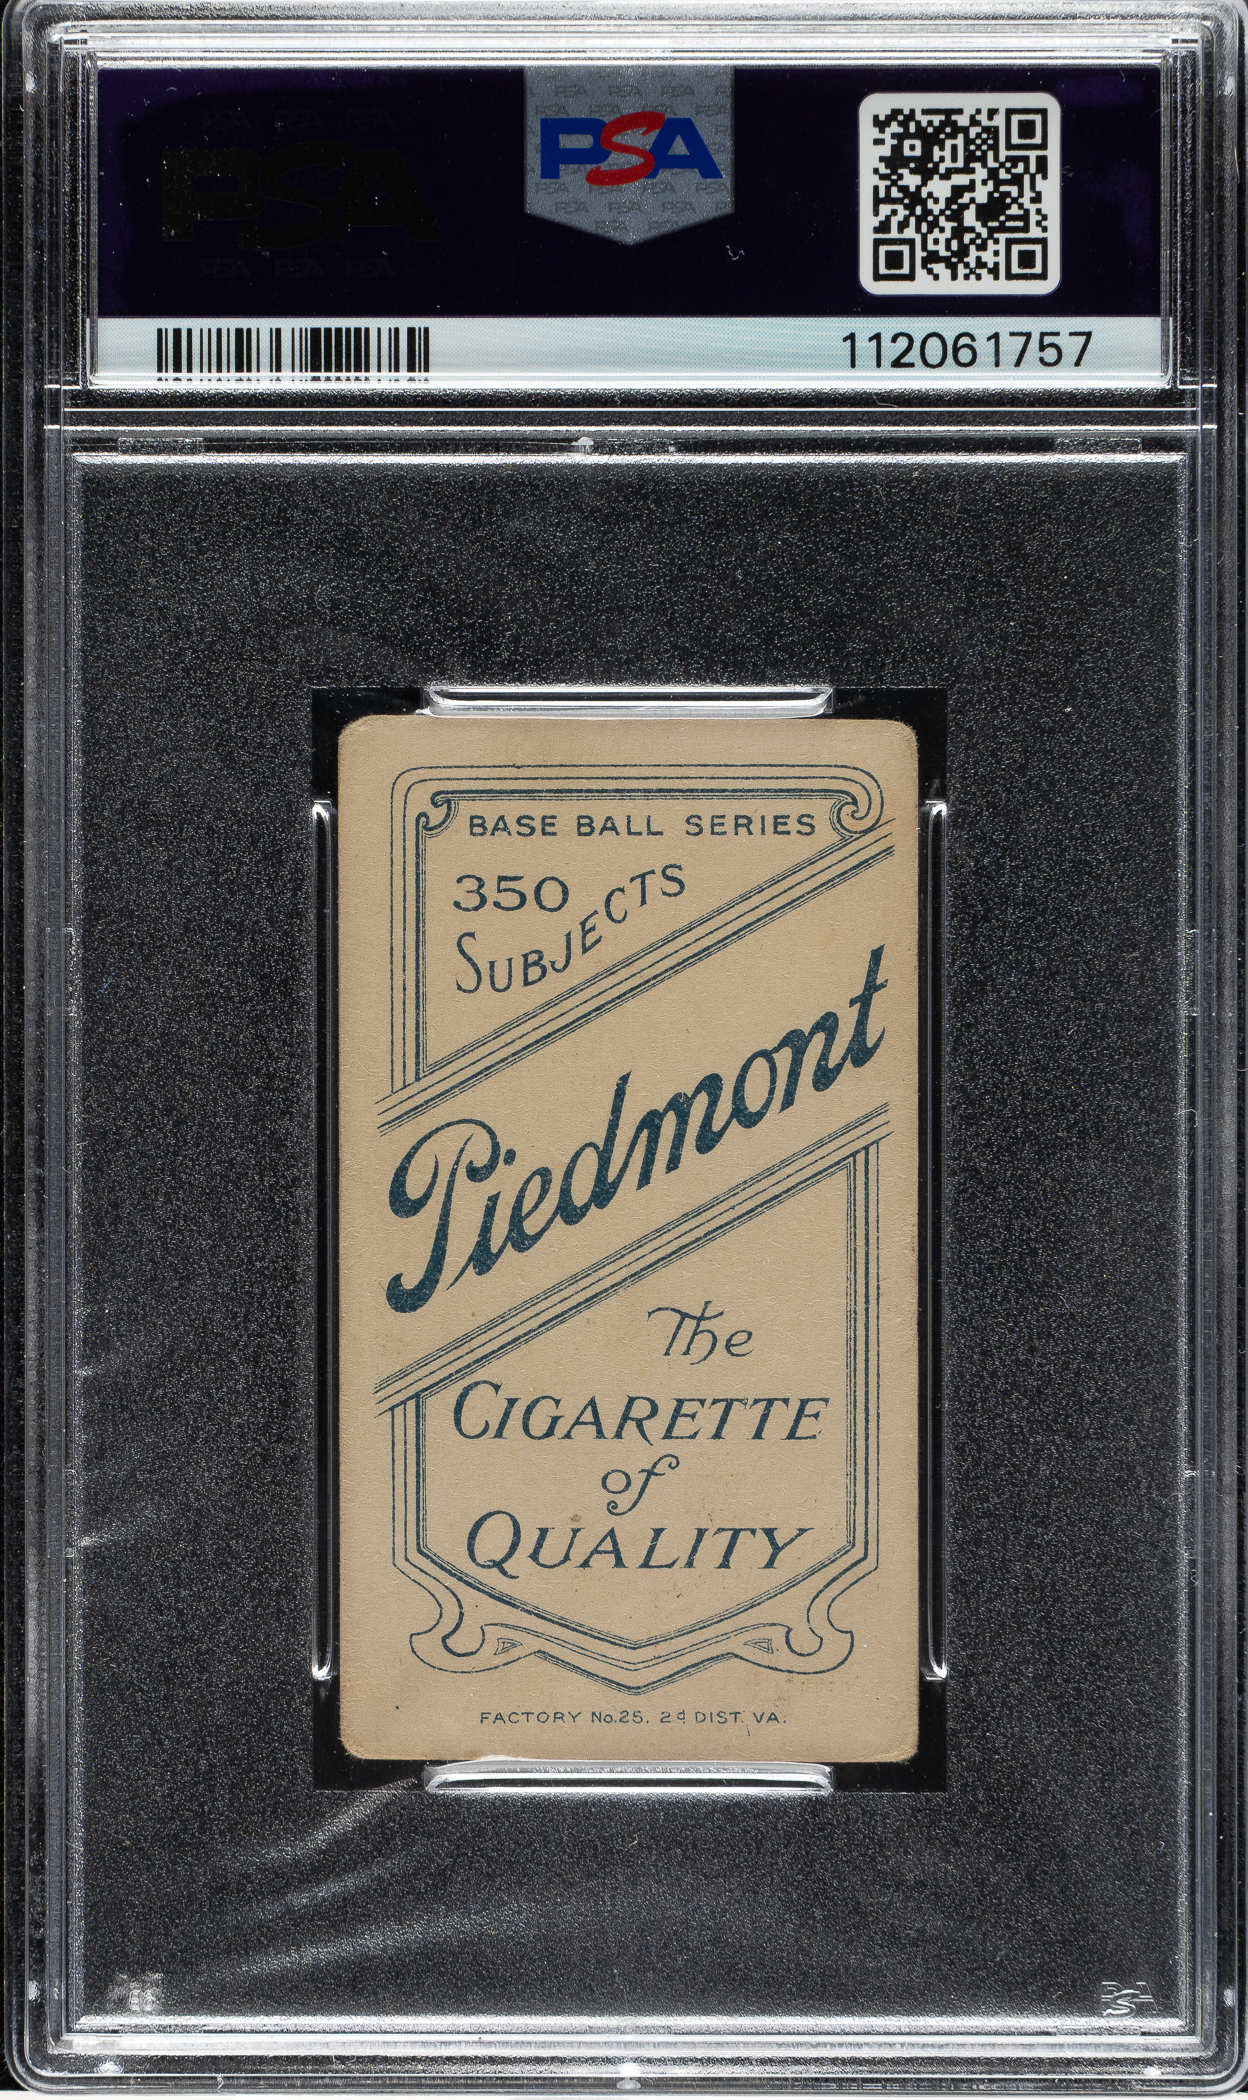 PSA
112061757
BASE BALL SERIES
350
SUBJECTS
Piedmont
The
CIGARETTE
of
QUALITY
FACTORY No.25. 2d DIST. VA.